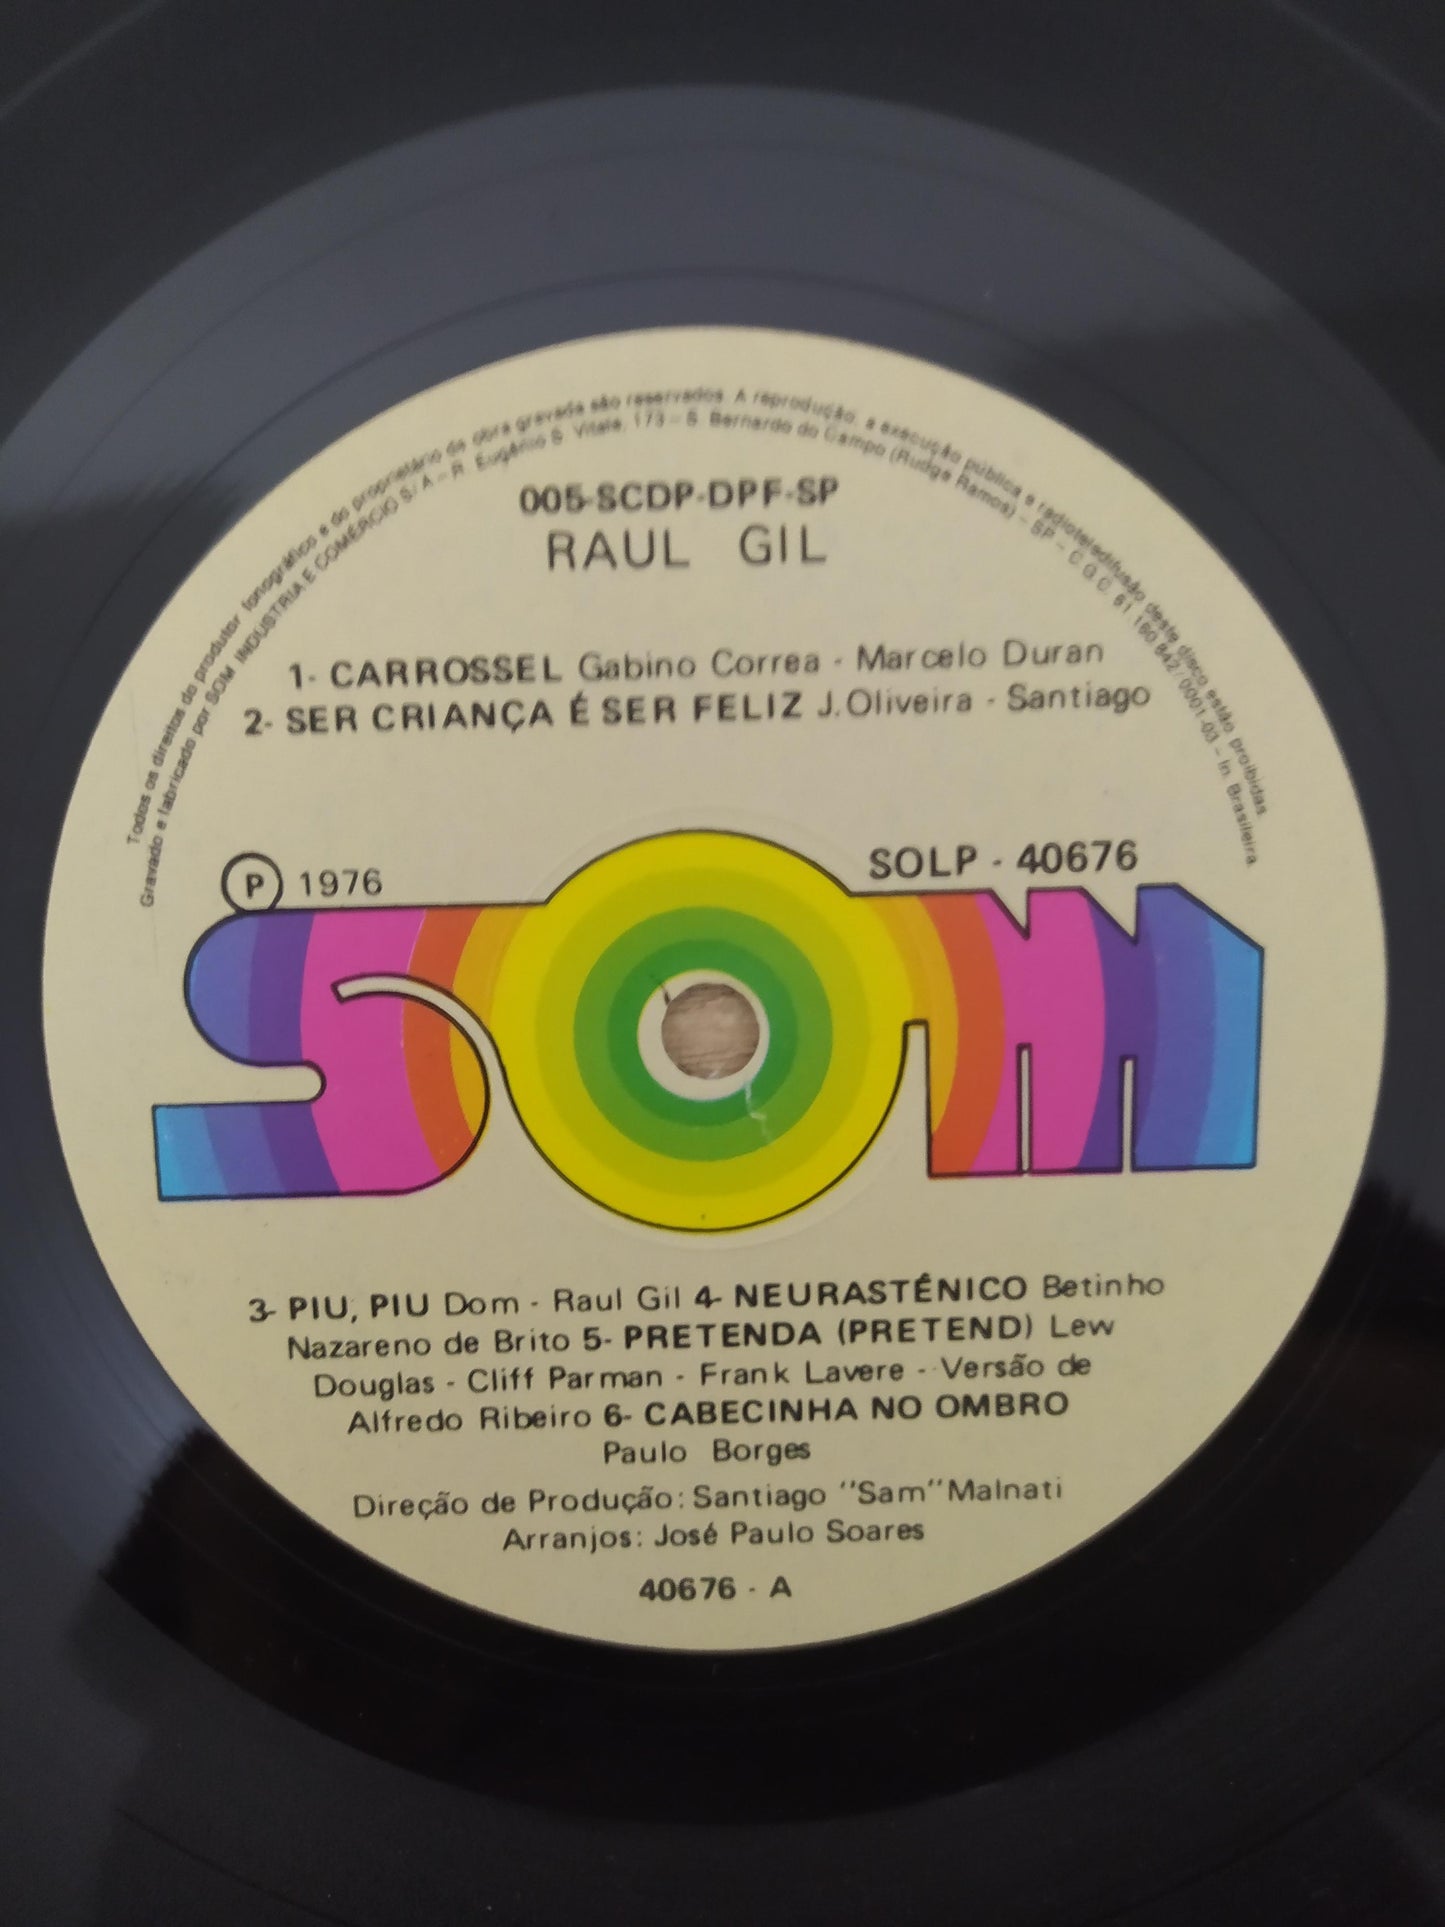 Todos os direitos do produtor fonográfico e do proprietário da obra gravada são reservados. A reprodução, a execução pública e radioteledifusão deste disco estão proibidas.
Gravado e fabricado por SOM INDÚSTRIA E COMÉRCIO S/A - R. Eugênio S. Vitale, 173 - S. Bernardo do Campo (Rudge Ramos) - SP - C.G.C. 61.160.842/0001-03 - In. Brasileira.
005-SCDP-DPF-SP
RAUL GIL
1- CARROSSEL Gabino Correa - Marcelo Duran
2- SER CRIANÇA É SER FELIZ J.Oliveira - Santiago
P 1976
SOLP - 40676
SOM
3- PIU, PIU Dom - Raul Gil 4- NEURASTÊNICO Betinho
Nazareno de Brito 5- PRETENDA (PRETEND) Lew
Douglas - Cliff Parman - Frank Lavere - Versão de
Alfredo Ribeiro 6- CABECINHA NO OMBRO
Paulo Borges
Direção de Produção: Santiago "Sam" Malnati
Arranjos: José Paulo Soares
40676 - A